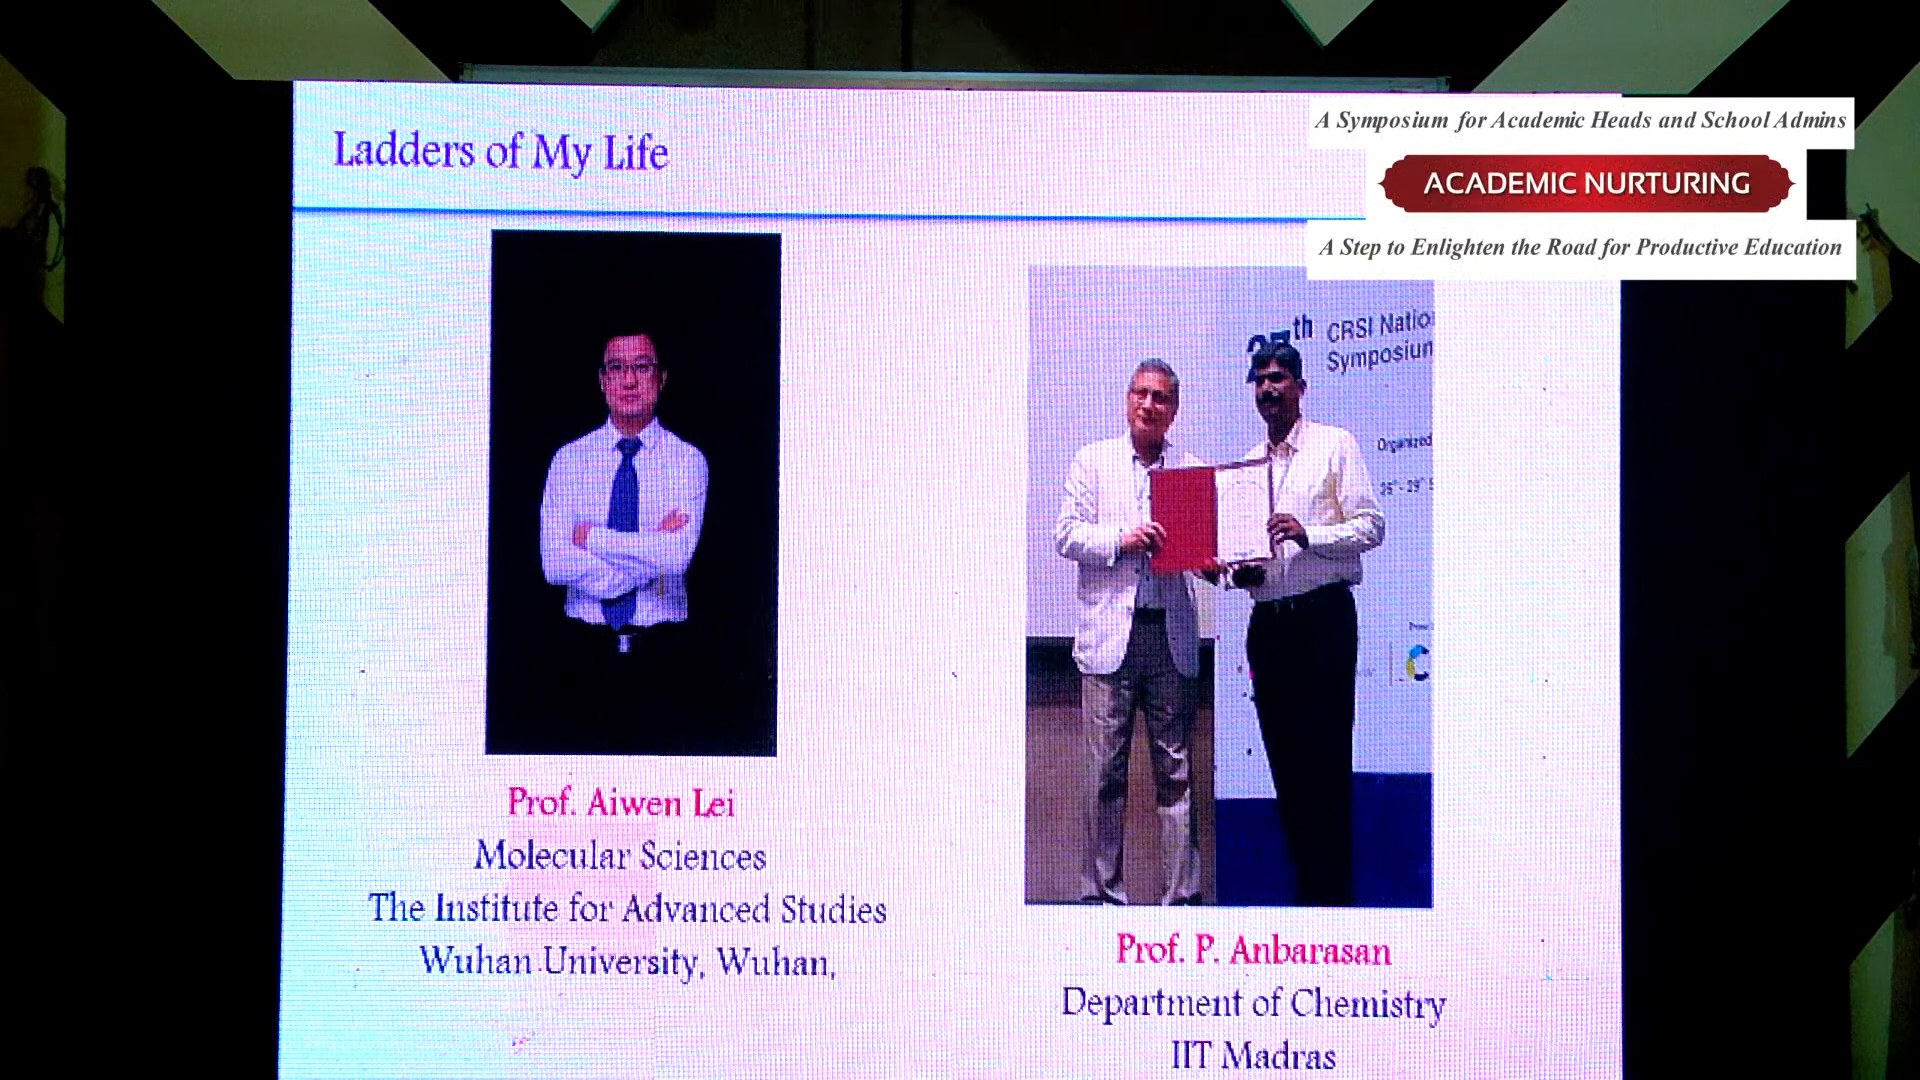 Ladders of My Life
A Symposium for Academic Heads and School Admins
ACADEMIC NURTURING
A Step to Enlighten the Road for Productive Education
th CRSI Natio
Symposium
Organized
Prof. Aiwen Lei
Molecular Sciences
The Institute for Advanced Studies
Wuhan University, Wuhan,
Prof. P. Anbarasan
Department of Chemistry
IIT Madras